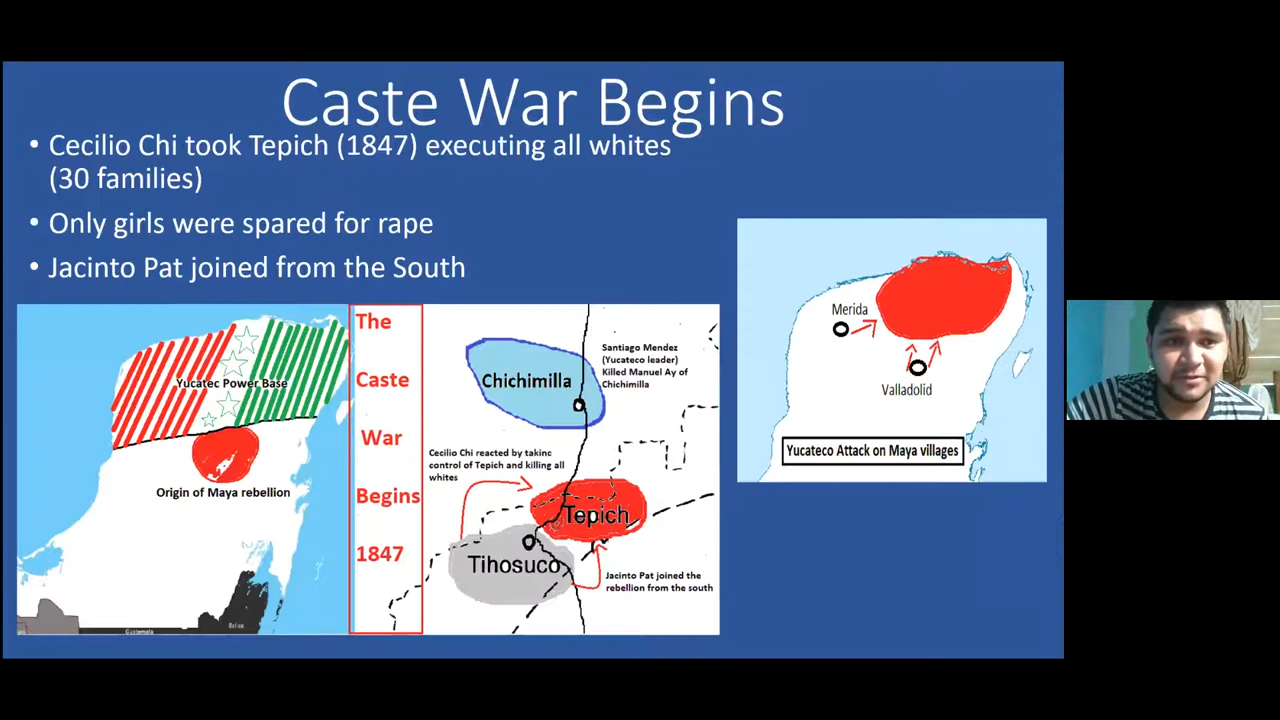 Caste War Begins
• Cecilio Chi took Tepich (1847) executing all whites
(30 families)
• Only girls were spared for rape
• Jacinto Pat joined from the South
Yucatec Power Base
Origin of Maya rebellion
Guatemala
Belize
The
Caste
War
Begins
1847
Chichimilla
Santiago Mendez
(Yucateco leader)
Killed Manuel Ay of
Chichimilla
Cecilio Chi reacted by takinc
control of Tepich and killing all
whites
Tepich
Tihosuco
Jacinto Pat joined the
rebellion from the south
Merida
Valladolid
Yucateco Attack on Maya villages